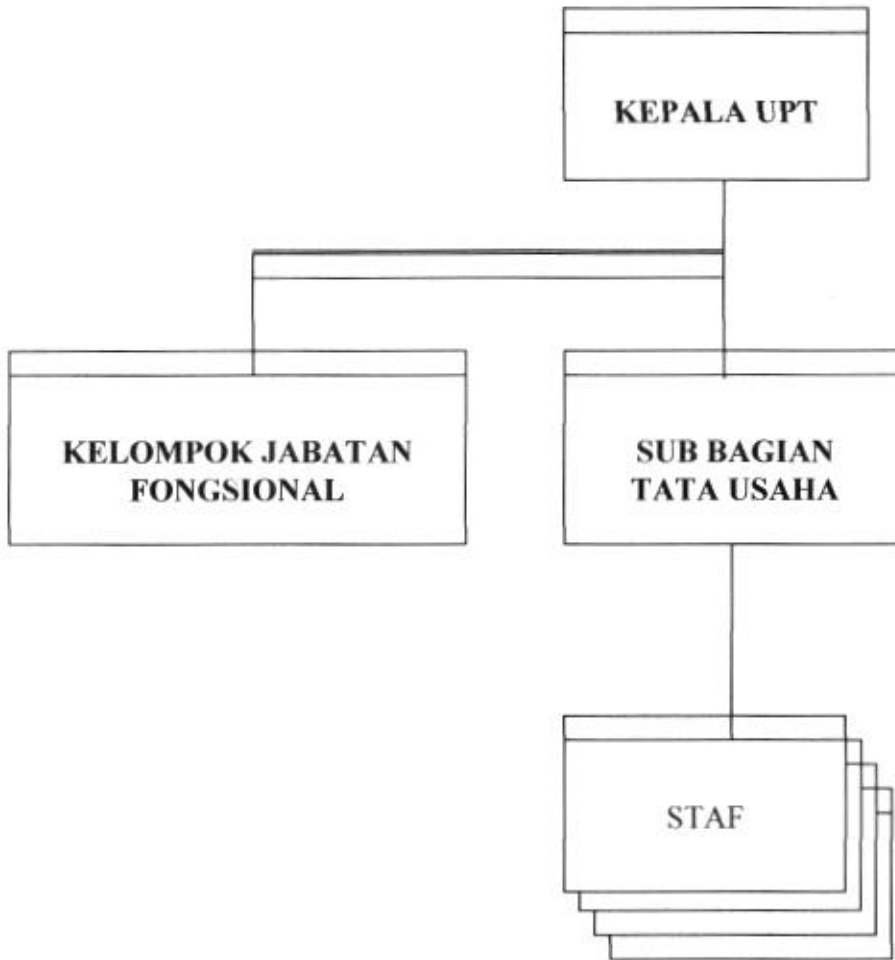 KEPALA UPT
KELOMPOK JABATAN
FONGSIONAL
SUB BAGIAN
TATA USAHA
STAF